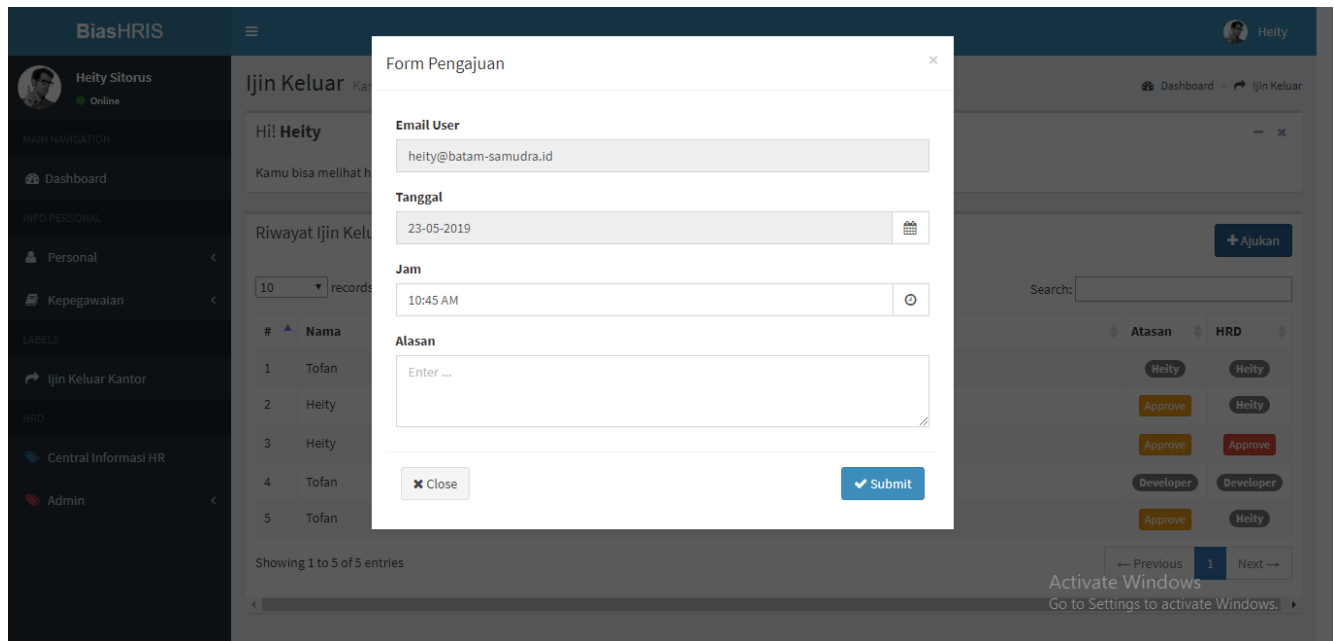 BiasHRIS
Heity
Heity Sitorus
Online
MAIN NAVIGATION
Dashboard
INFO PERSONAL
Personal
Kepegawaian
LABELS
Ijin Keluar Kantor
HRD
Central Informasi HR
Admin
Ijin Keluar
Dashboard > Ijin Keluar
Hi! Heity
Kamu bisa melihat h
Riwayat Ijin Kelu
+ Ajukan
10 records
Search:
# Nama Atasan HRD
1 Tofan Heity Heity
2 Heity Approve Heity
3 Heity Approve Approve
4 Tofan Developer Developer
5 Tofan Approve Heity
Showing 1 to 5 of 5 entries
← Previous 1 Next →
Form Pengajuan ×
Email User
heity@batam-samudra.id
Tanggal
23-05-2019
Jam
10:45 AM
Alasan
Enter ...
Close
Submit
Activate Windows
Go to Settings to activate Windows.